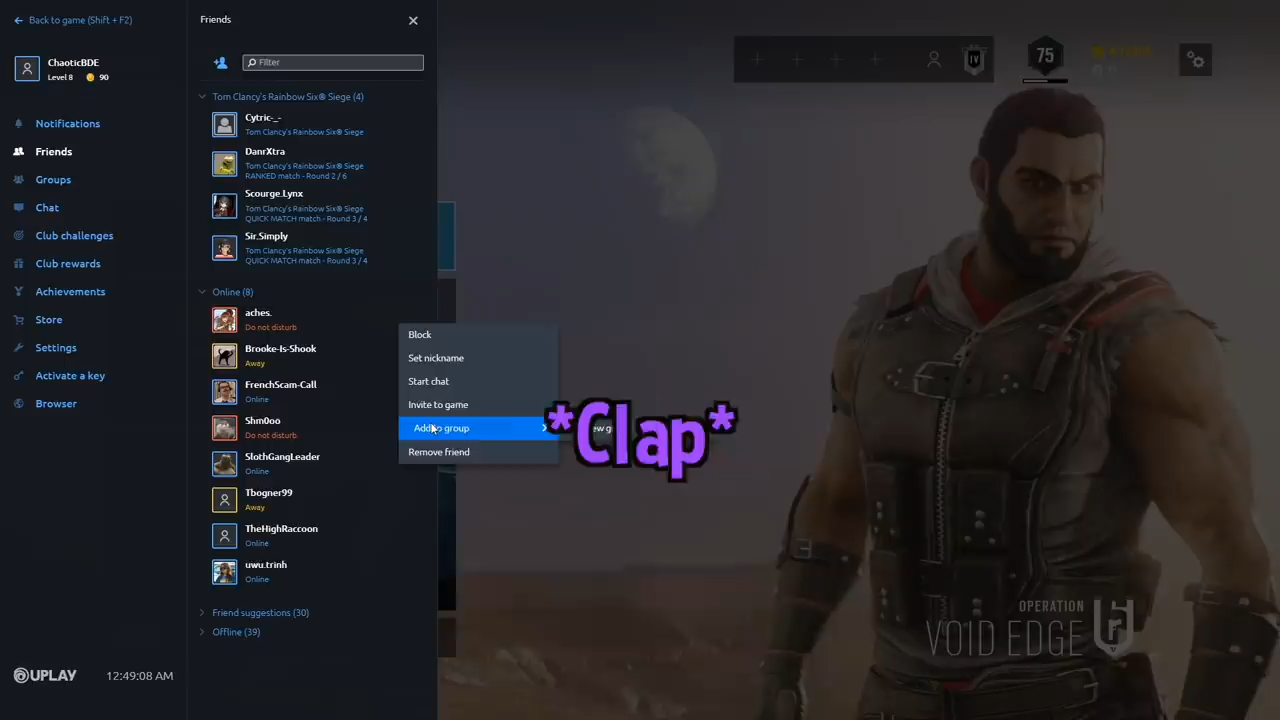 Back to game (Shift + F2)
ChaoticBDE
Level 8 90
Notifications
Friends
Groups
Chat
Club challenges
Club rewards
Achievements
Store
Settings
Activate a key
Browser
UPLAY 12:49:08 AM
Friends
Filter
Tom Clancy's Rainbow Six® Siege (4)
Cytric-_-
Tom Clancy's Rainbow Six® Siege
DanrXtra
Tom Clancy's Rainbow Six® Siege
RANKED match - Round 2 / 6
Scourge.Lynx
Tom Clancy's Rainbow Six® Siege
QUICK MATCH match - Round 3 / 4
Sir.Simply
Tom Clancy's Rainbow Six® Siege
QUICK MATCH match - Round 3 / 4
Online (8)
aches.
Do not disturb
Brooke-Is-Shook
Away
FrenchScam-Call
Online
Shm0oo
Do not disturb
SlothGangLeader
Online
Tbogner99
Away
TheHighRaccoon
Online
uwu.trinh
Online
Friend suggestions (30)
Offline (39)
Block
Set nickname
Start chat
Invite to game
Add to group
Remove friend
*Clap*
IV
75
OPERATION
VOID EDGE